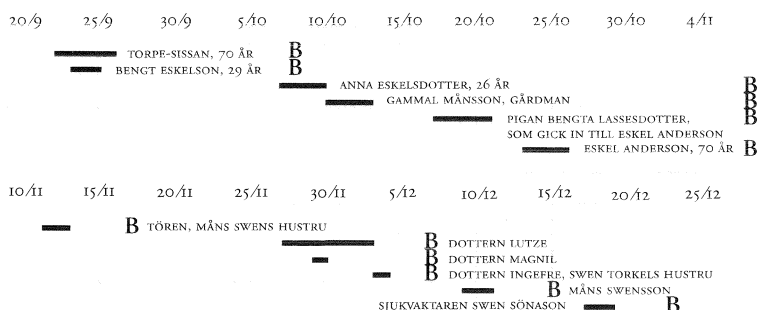 20/9 25/9 30/9 5/10 10/10 15/10 20/10 25/10 30/10 4/11
TORPE-SISSAN, 70 ÅR B
BENGT ESKELSON, 29 ÅR B
ANNA ESKELSDOTTER, 26 ÅR B
GAMMAL MÅNSSON, GÅRDMAN B
PIGAN BENGTA LASSESDOTTER, B
SOM GICK IN TILL ESKEL ANDERSON
ESKEL ANDERSON, 70 ÅR B
10/11 15/11 20/11 25/11 30/11 5/12 10/12 15/12 20/12 25/12
B TÖREN, MÅNS SWENS HUSTRU
B DOTTERN LUTZE
B DOTTERN MAGNIL
B DOTTERN INGEFRE, SWEN TORKELS HUSTRU
B MÅNS SWENSSON
SJUKVAKTAREN SWEN SÖNASON B